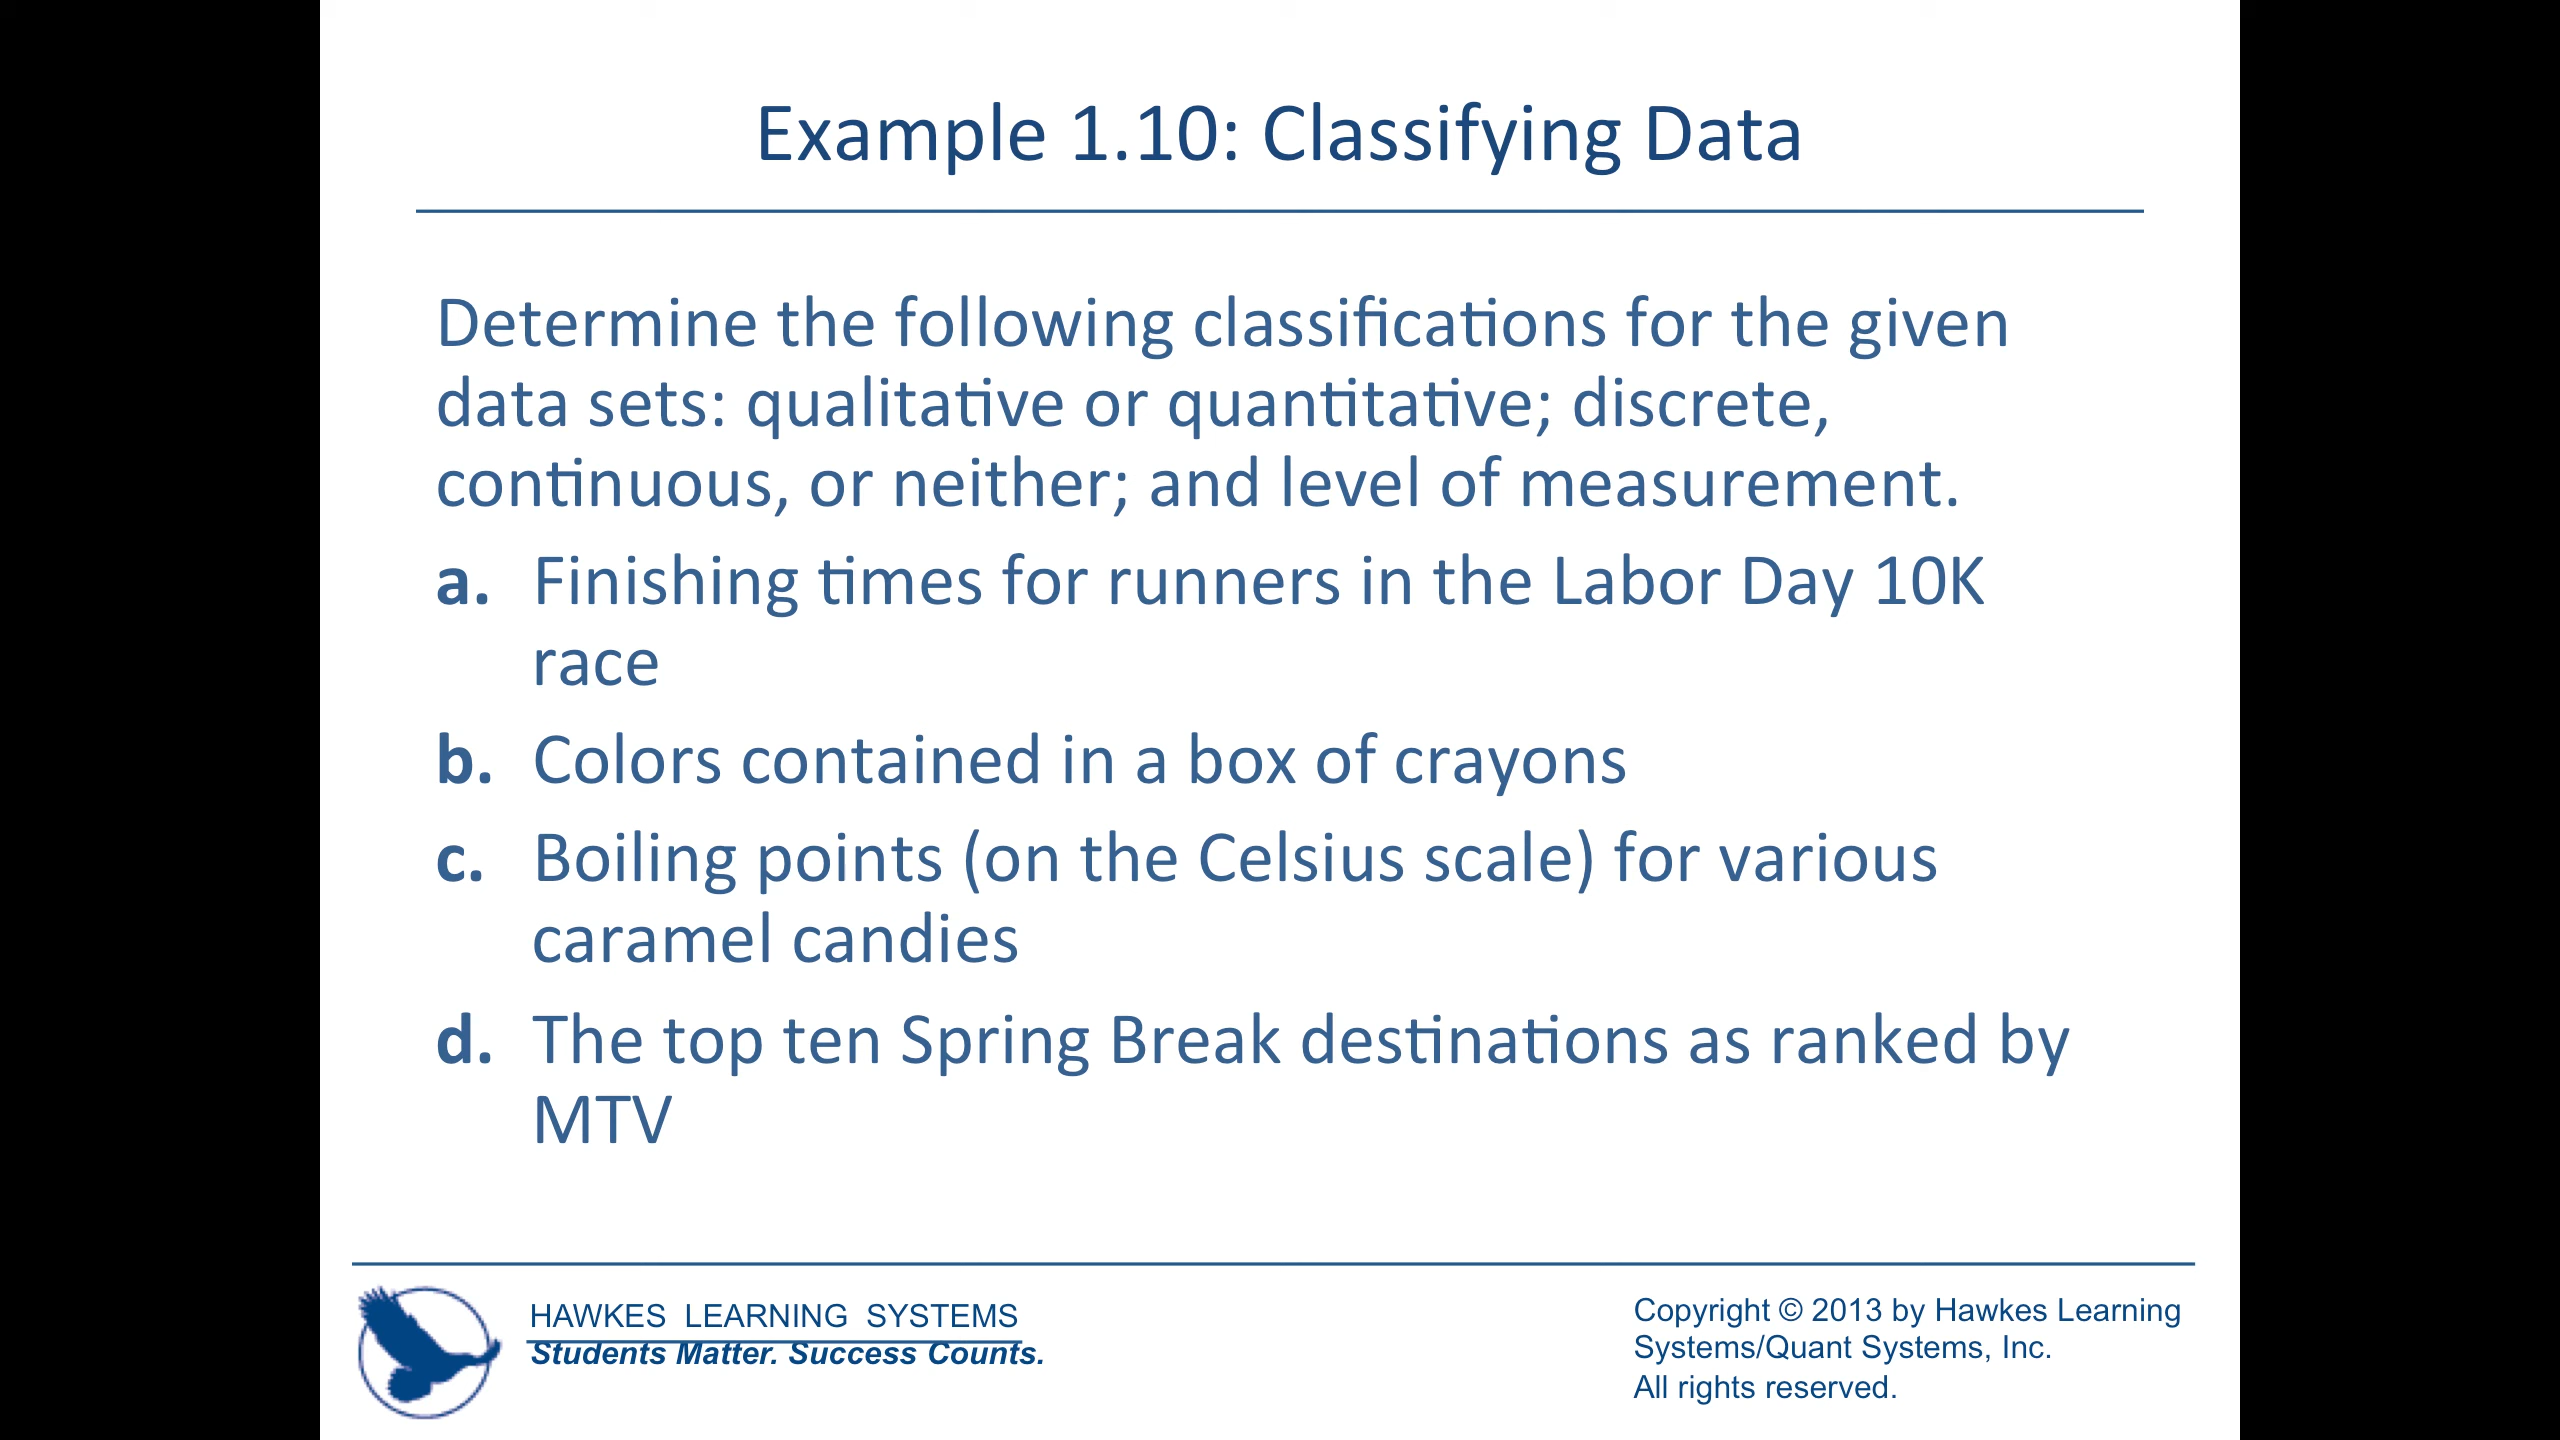 Example 1.10: Classifying Data
Determine the following classifications for the given
data sets: qualitative or quantitative; discrete,
continuous, or neither; and level of measurement.
a. Finishing times for runners in the Labor Day 10K
race
b. Colors contained in a box of crayons
c. Boiling points (on the Celsius scale) for various
caramel candies
d. The top ten Spring Break destinations as ranked by
MTV
HAWKES LEARNING SYSTEMS
Students Matter. Success Counts.
Copyright © 2013 by Hawkes Learning
Systems/Quant Systems, Inc.
All rights reserved.